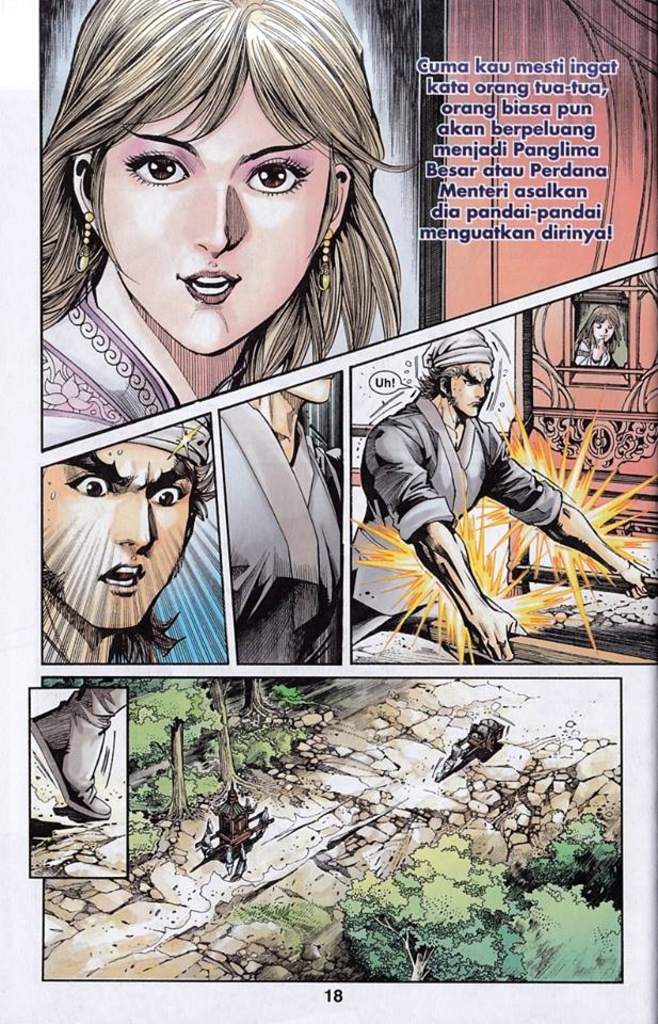 Cuma kau mesti ingat
kata orang tua-tua,
orang biasa pun
akan berpeluang
menjadi Panglima
Besar atau Perdana
Menteri asalkan
dia pandai-pandai
menguatkan dirinya!
Uh!
18